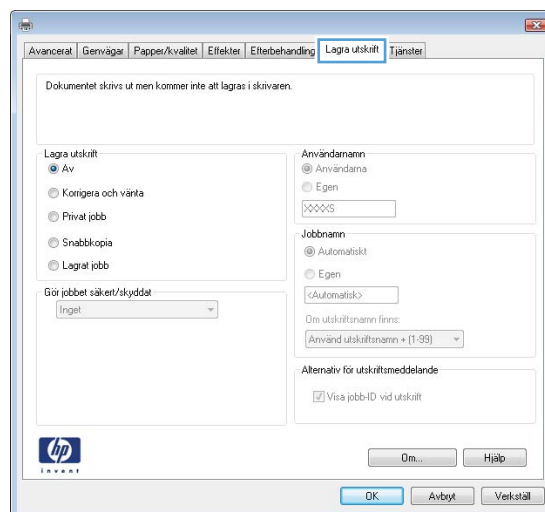 Avancerat Genvägar Papper/kvalitet Effekter Efterbehandling Lagra utskrift Tjänster
Dokumentet skrivs ut men kommer inte att lagras i skrivaren.
Lagra utskrift
Av
Korrigera och vänta
Privat jobb
Snabbkopia
Lagrat jobb
Gör jobbet säkert/skyddat
Inget
Användarnamn
Användarna
Egen
XXXXS
Jobbnamn
Automatiskt
Egen
<Automatisk>
Om utskriftsnamn finns:
Använd utskriftsnamn + (1-99)
Alternativ för utskriftsmeddelande
Visa jobb-ID vid utskrift
hp
invent
Om... Hjälp
OK Avbryt Verkställ